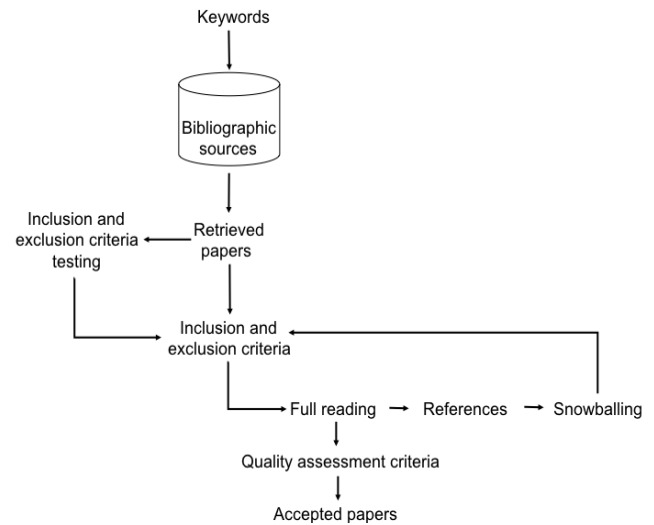 Keywords
Bibliographic
sources
Inclusion and
exclusion criteria
testing
Retrieved
papers
Inclusion and
exclusion criteria
Full reading
References
Snowballing
Quality assessment criteria
Accepted papers